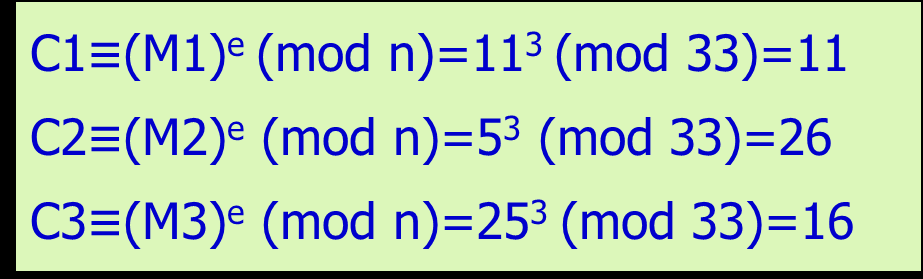 C1≡(M1)ᵉ (mod n)=11³ (mod 33)=11
C2≡(M2)ᵉ (mod n)=5³ (mod 33)=26
C3≡(M3)ᵉ (mod n)=25³ (mod 33)=16